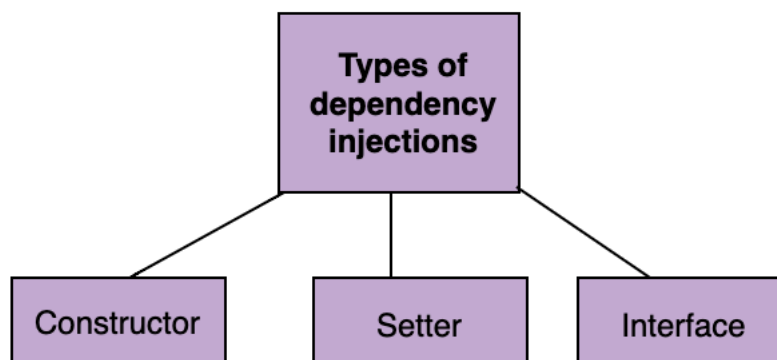 Types of
dependency
injections
Constructor
Setter
Interface